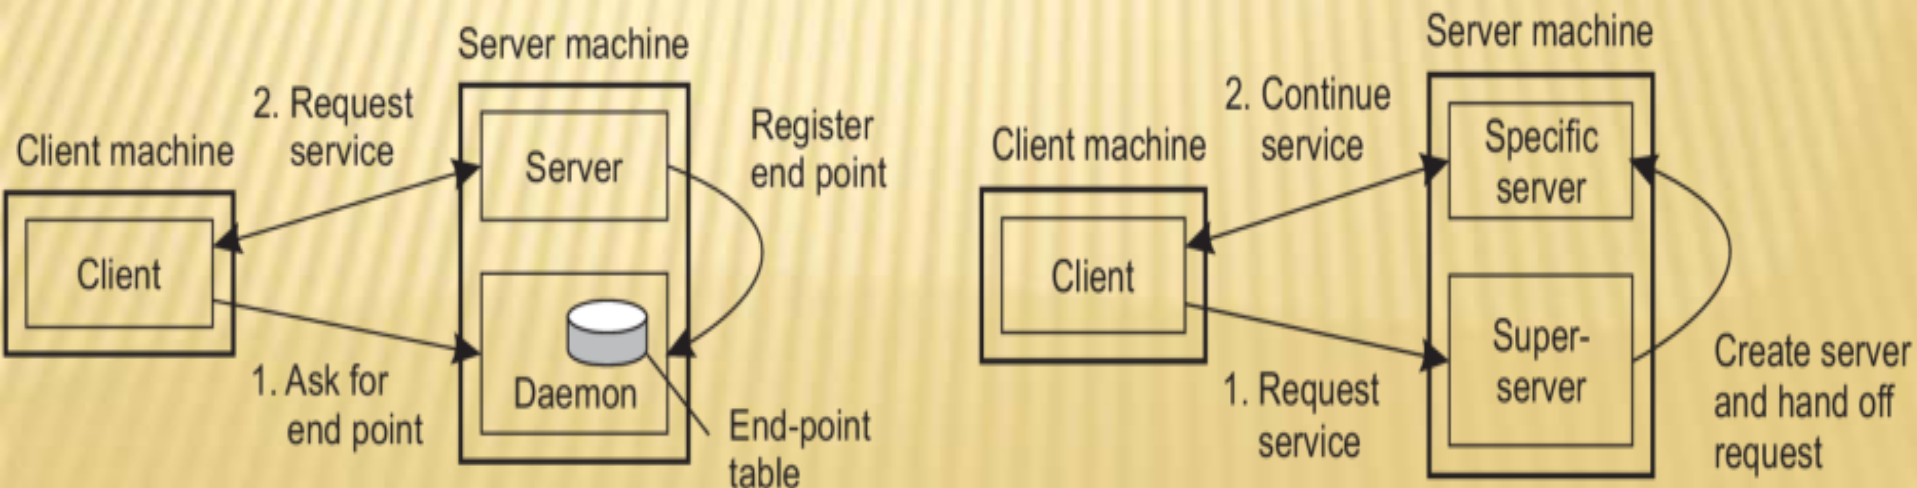 Server machine
2. Request
service
Client machine
Server
Register
end point
Client
Daemon
1. Ask for
end point
End-point
table
Server machine
2. Continue
service
Client machine
Specific
server
Client
Super-
server
1. Request
service
Create server
and hand off
request